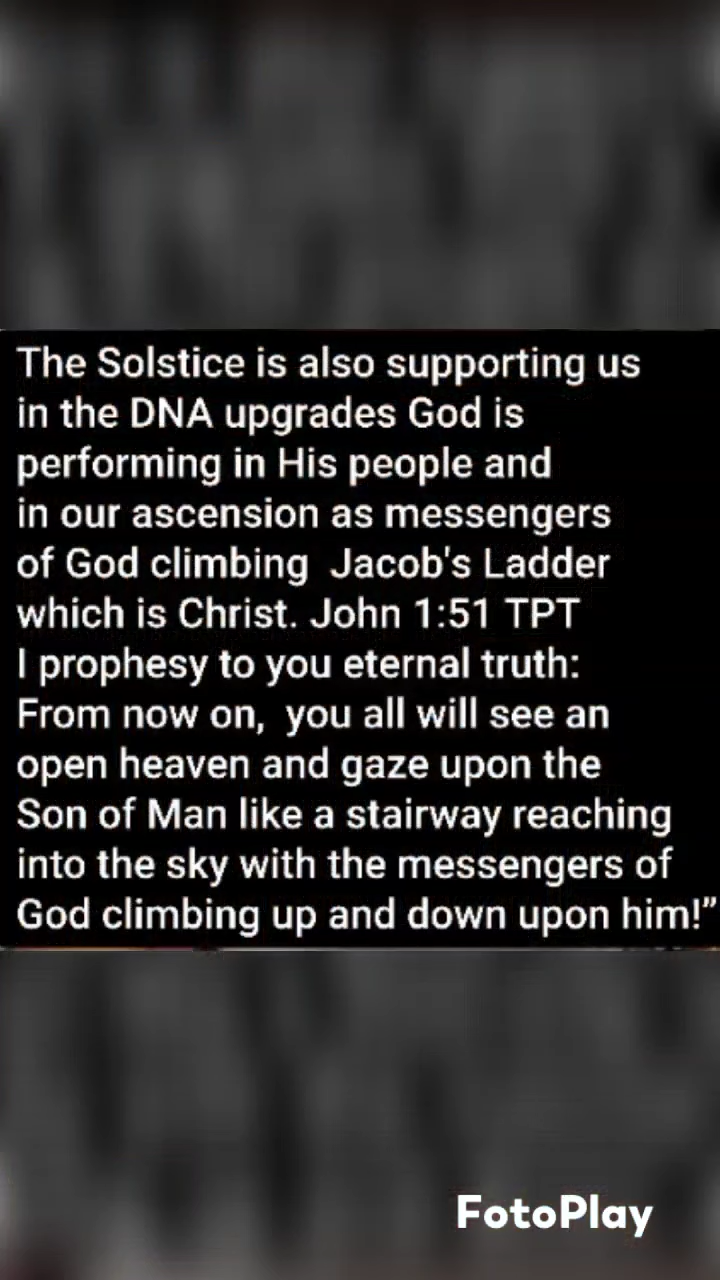 The Solstice is also supporting us
in the DNA upgrades God is
performing in His people and
in our ascension as messengers
of God climbing  Jacob's Ladder
which is Christ. John 1:51 TPT
I prophesy to you eternal truth:
From now on,  you all will see an
open heaven and gaze upon the
Son of Man like a stairway reaching
into the sky with the messengers of
God climbing up and down upon him!”
FotoPlay